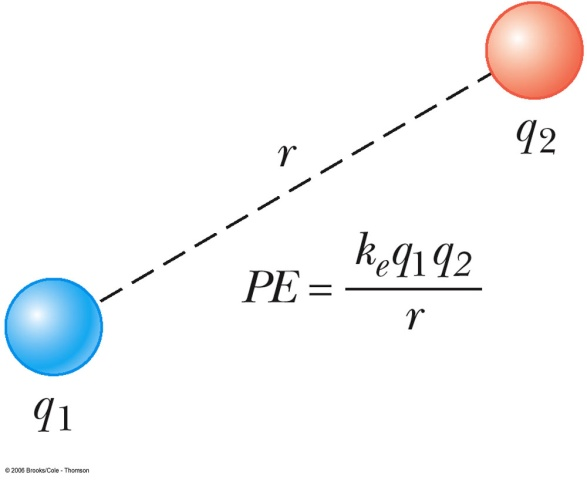 q2
r
PE = keq1q2
r
q1
© 2006 Brooks/Cole - Thomson